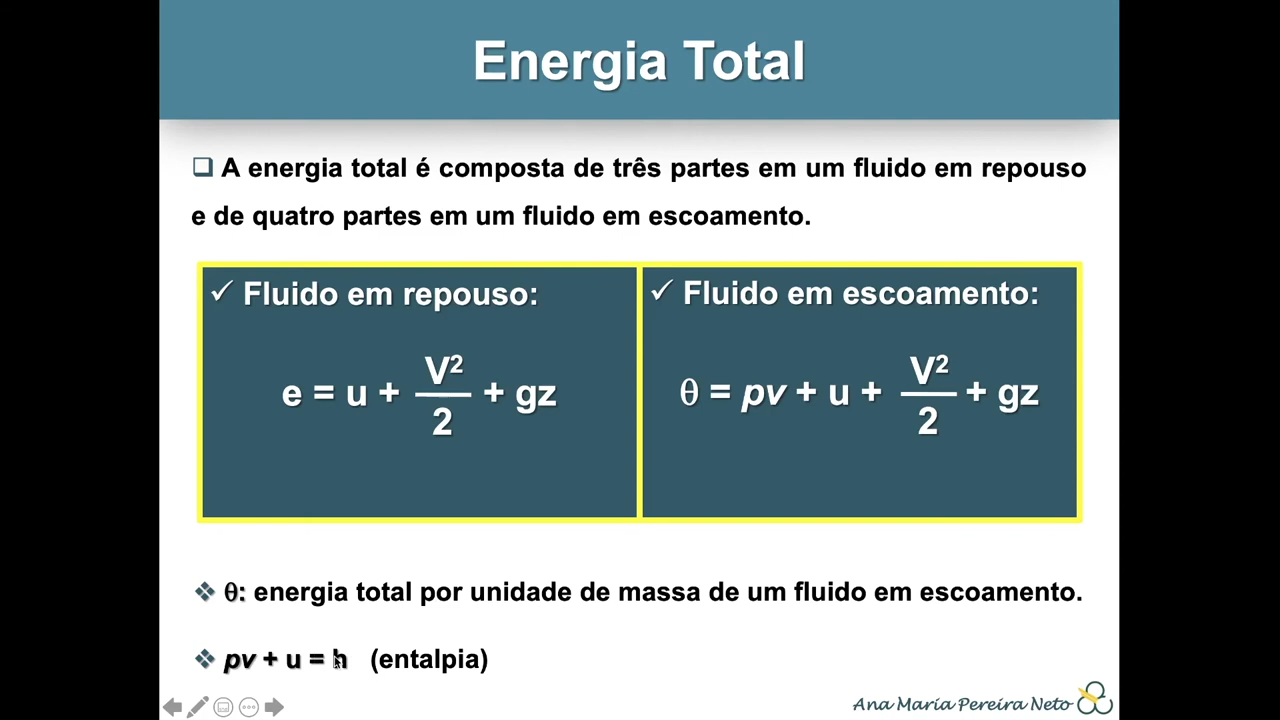 Energia Total
❑ A energia total é composta de três partes em um fluido em repouso
e de quatro partes em um fluido em escoamento.
✓ Fluido em repouso:
e = u + V²/2 + gz
✓ Fluido em escoamento:
θ = pv + u + V²/2 + gz
❖ θ: energia total por unidade de massa de um fluido em escoamento.
❖ pv + u = h (entalpia)
Ana Maria Pereira Neto